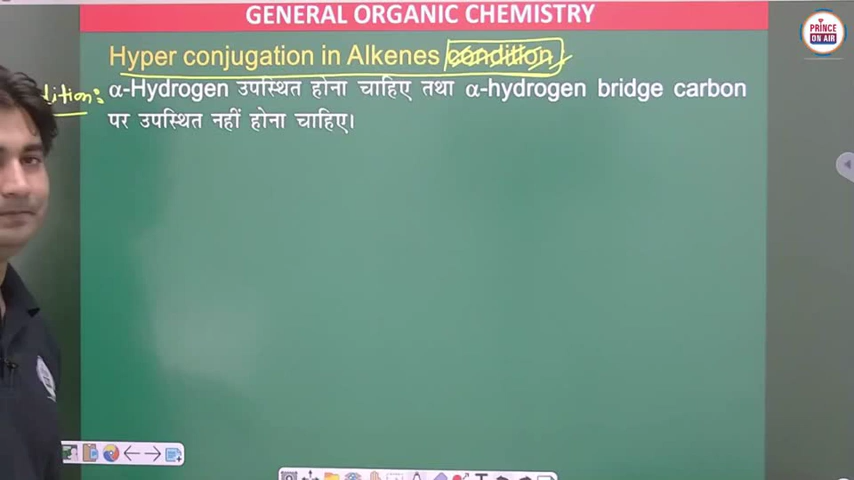 GENERAL ORGANIC CHEMISTRY
PRINCE
ON AIR
Hyper conjugation in Alkenes condition
α-Hydrogen उपस्थित होना चाहिए तथा α-hydrogen bridge carbon
पर उपस्थित नहीं होना चाहिए।